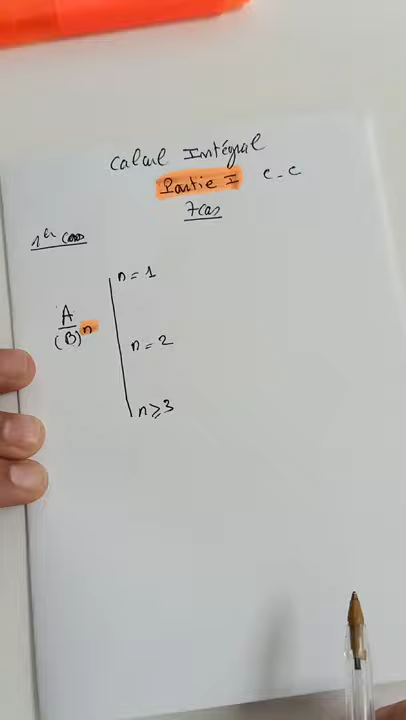 Calcul Intégral
Partie I c-c
7cas
1er cas
n = 1
A
(B)n
n = 2
n ⩾ 3